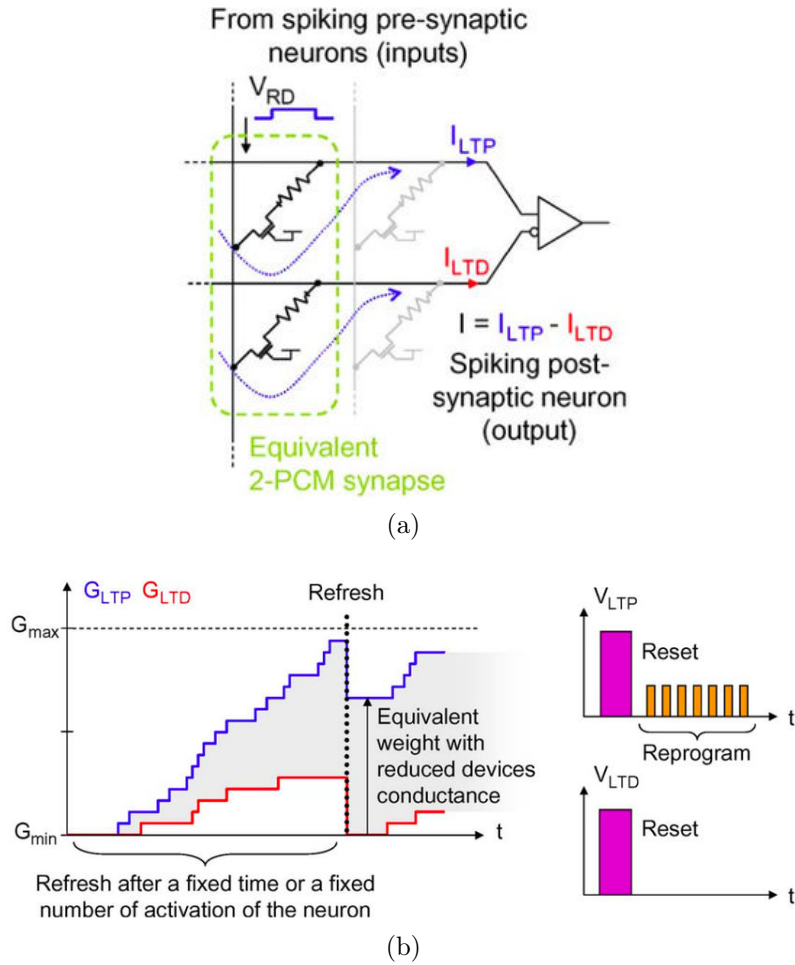 From spiking pre-synaptic
neurons (inputs)
V_RD
I_LTP
I_LTD
I = I_LTP - I_LTD
Spiking post-
synaptic neuron
(output)
Equivalent
2-PCM synapse
(a)
G_LTP G_LTD
Refresh
G_max
Equivalent
weight with
reduced devices
conductance
G_min
t
Refresh after a fixed time or a fixed
number of activation of the neuron
V_LTP
Reset
t
Reprogram
V_LTD
Reset
t
(b)